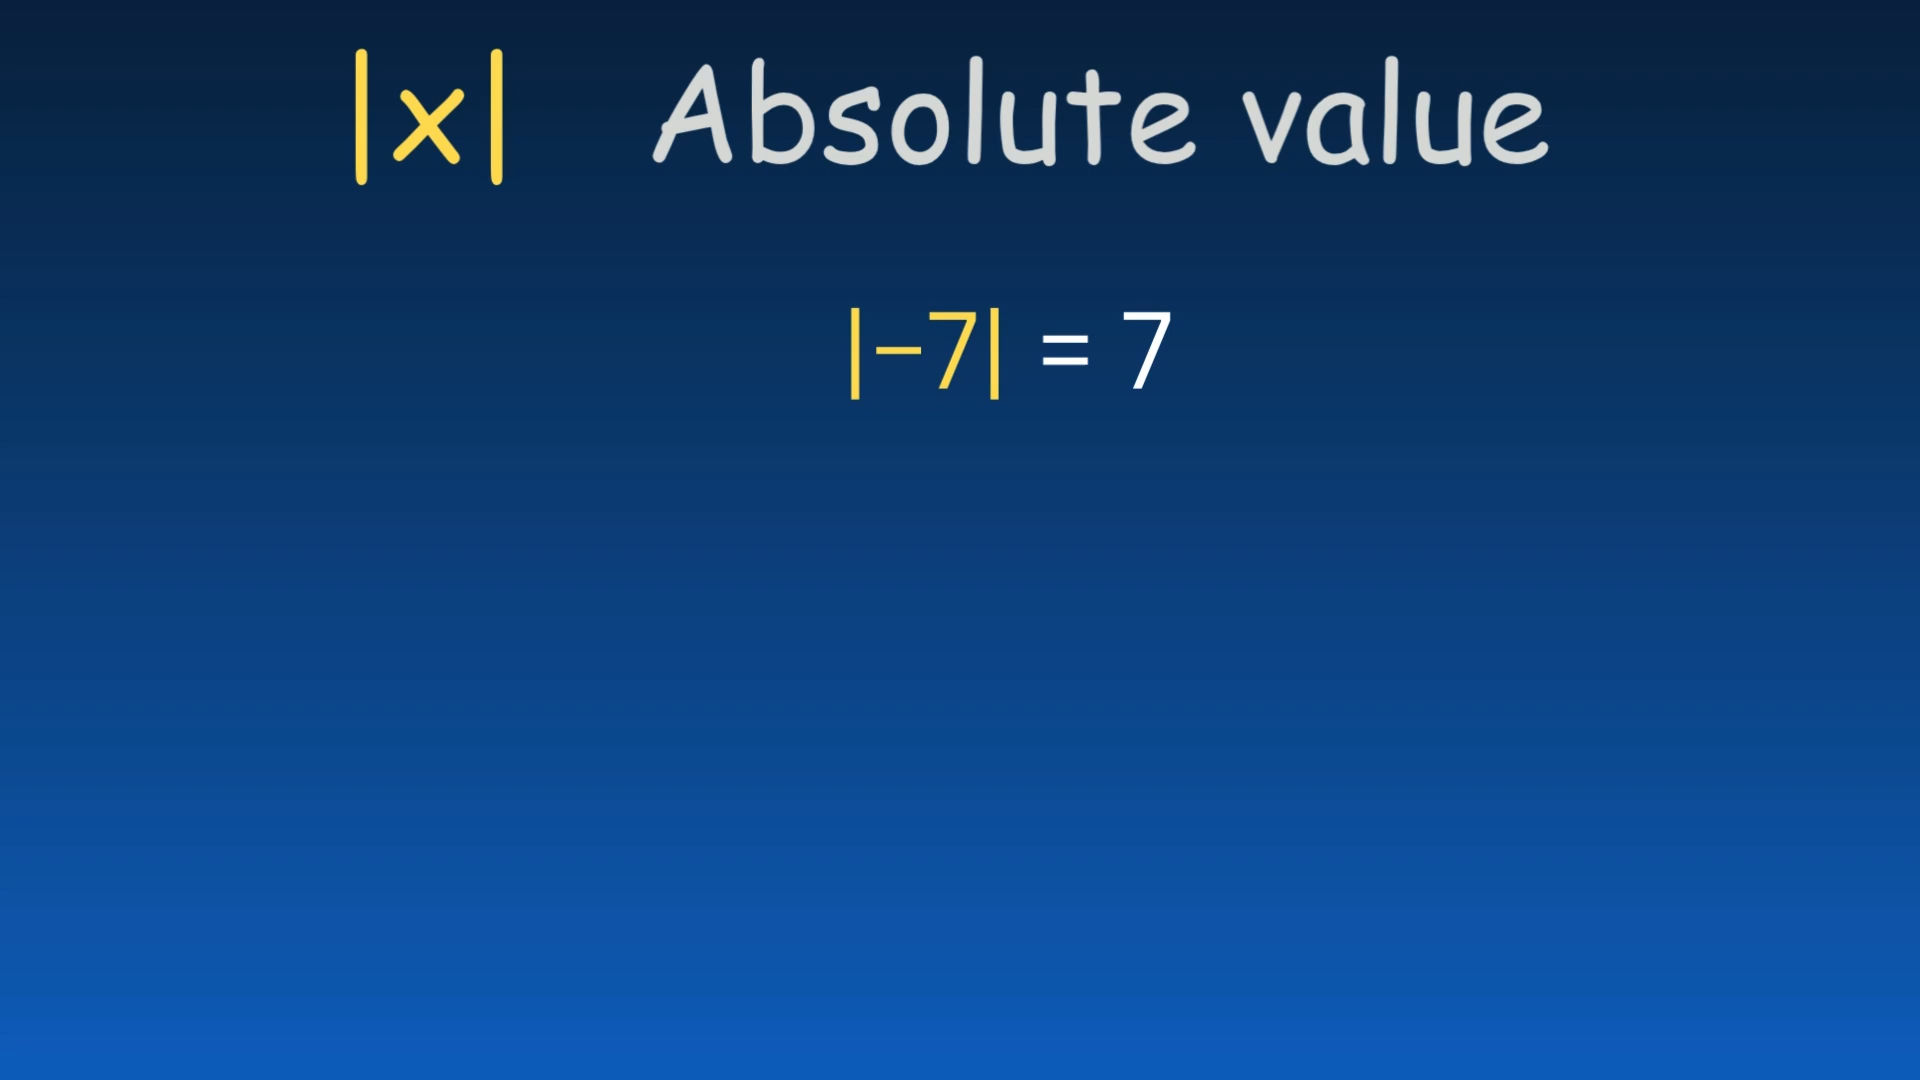 |x| Absolute value
|−7| = 7